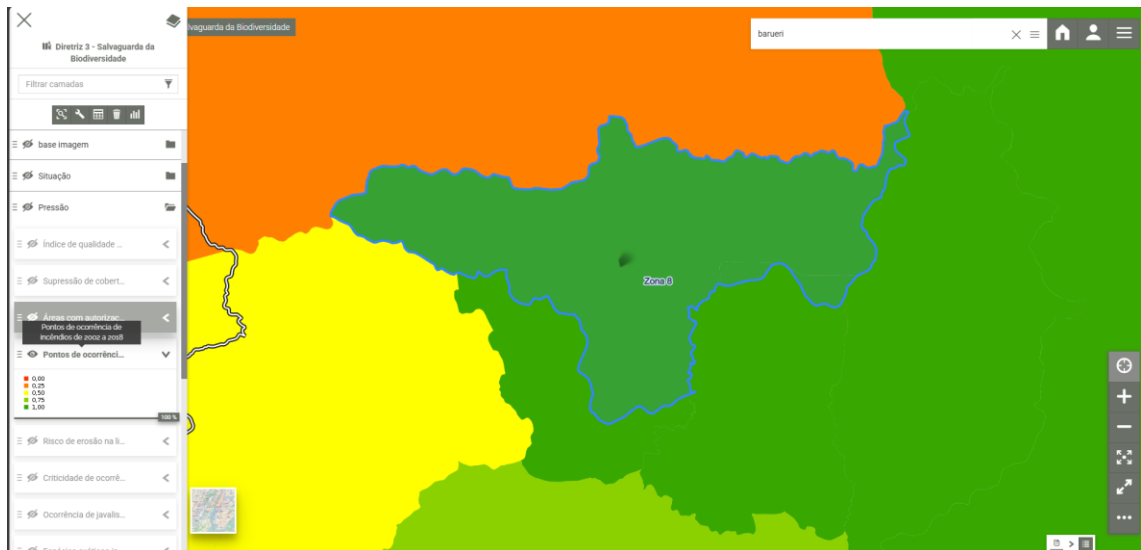 Diretriz 3 - Salvaguarda da
Biodiversidade
Filtrar camadas
base imagem
Situação
Pressão
Índice de qualidade ...
Supressão de cobert...
Áreas com autorizac...
Pontos de ocorrência de
incêndios de 2002 a 2018
Pontos de ocorrênci...
0,00
0,25
0,50
0,75
1,00
100 %
Risco de erosão na li...
Criticidade de ocorrê...
Ocorrência de javalis...
alvaguarda da Biodiversidade
barueri
Zona 8